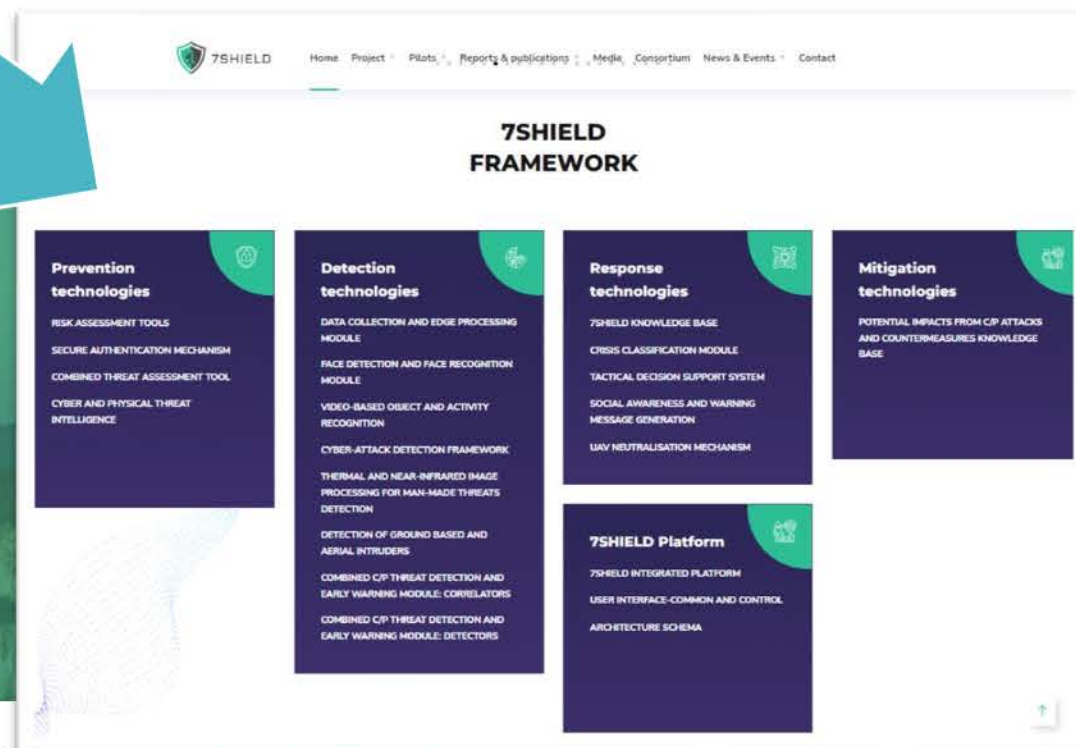 7SHIELD
Home Project Pilots Reports & publications Media Consortium News & Events Contact
7SHIELD
FRAMEWORK
Prevention
technologies
RISK ASSESSMENT TOOLS
SECURE AUTHENTICATION MECHANISM
COMBINED THREAT ASSESSMENT TOOL
CYBER AND PHYSICAL THREAT
INTELLIGENCE
Detection
technologies
DATA COLLECTION AND EDGE PROCESSING
MODULE
FACE DETECTION AND FACE RECOGNITION
MODULE
VIDEO-BASED OBJECT AND ACTIVITY
RECOGNITION
CYBER-ATTACK DETECTION FRAMEWORK
THERMAL AND NEAR-INFRARED IMAGE
PROCESSING FOR MAN-MADE THREATS
DETECTION
DETECTION OF GROUND BASED AND
AERIAL INTRUDERS
COMBINED C/P THREAT DETECTION AND
EARLY WARNING MODULE: CORRELATORS
COMBINED C/P THREAT DETECTION AND
EARLY WARNING MODULE: DETECTORS
Response
technologies
7SHIELD KNOWLEDGE BASE
CRISIS CLASSIFICATION MODULE
TACTICAL DECISION SUPPORT SYSTEM
SOCIAL AWARENESS AND WARNING
MESSAGE GENERATION
UAV NEUTRALISATION MECHANISM
7SHIELD Platform
7SHIELD INTEGRATED PLATFORM
USER INTERFACE-COMMON AND CONTROL
ARCHITECTURE SCHEMA
Mitigation
technologies
POTENTIAL IMPACTS FROM C/P ATTACKS
AND COUNTERMEASURES KNOWLEDGE
BASE